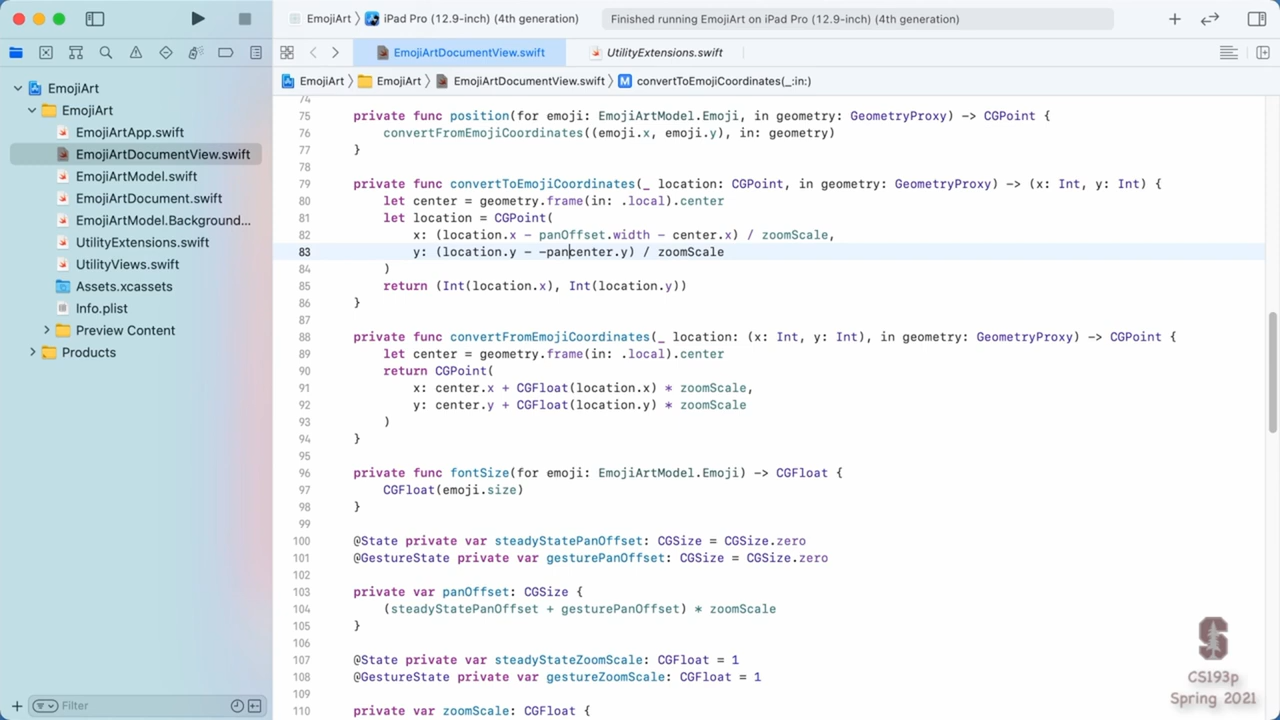 EmojiArt 〉 iPad Pro (12.9-inch) (4th generation)
Finished running EmojiArt on iPad Pro (12.9-inch) (4th generation)
EmojiArtDocumentView.swift
UtilityExtensions.swift
EmojiArt 〉 EmojiArt 〉 EmojiArtDocumentView.swift 〉 M convertToEmojiCoordinates(_:in:)
EmojiArt
EmojiArt
EmojiArtApp.swift
EmojiArtDocumentView.swift
EmojiArtModel.swift
EmojiArtDocument.swift
EmojiArtModel.Background...
UtilityExtensions.swift
UtilityViews.swift
Assets.xcassets
Info.plist
Preview Content
Products
Filter
74
75 private func position(for emoji: EmojiArtModel.Emoji, in geometry: GeometryProxy) -> CGPoint {
76 convertFromEmojiCoordinates((emoji.x, emoji.y), in: geometry)
77 }
78
79 private func convertToEmojiCoordinates(_ location: CGPoint, in geometry: GeometryProxy) -> (x: Int, y: Int) {
80 let center = geometry.frame(in: .local).center
81 let location = CGPoint(
82 x: (location.x - panOffset.width - center.x) / zoomScale,
83 y: (location.y - -pancenter.y) / zoomScale
84 )
85 return (Int(location.x), Int(location.y))
86 }
87
88 private func convertFromEmojiCoordinates(_ location: (x: Int, y: Int), in geometry: GeometryProxy) -> CGPoint {
89 let center = geometry.frame(in: .local).center
90 return CGPoint(
91 x: center.x + CGFloat(location.x) * zoomScale,
92 y: center.y + CGFloat(location.y) * zoomScale
93 )
94 }
95
96 private func fontSize(for emoji: EmojiArtModel.Emoji) -> CGFloat {
97 CGFloat(emoji.size)
98 }
99
100 @State private var steadyStatePanOffset: CGSize = CGSize.zero
101 @GestureState private var gesturePanOffset: CGSize = CGSize.zero
102
103 private var panOffset: CGSize {
104 (steadyStatePanOffset + gesturePanOffset) * zoomScale
105 }
106
107 @State private var steadyStateZoomScale: CGFloat = 1
108 @GestureState private var gestureZoomScale: CGFloat = 1
109
110 private var zoomScale: CGFloat {
S
CS193p
Spring 2021